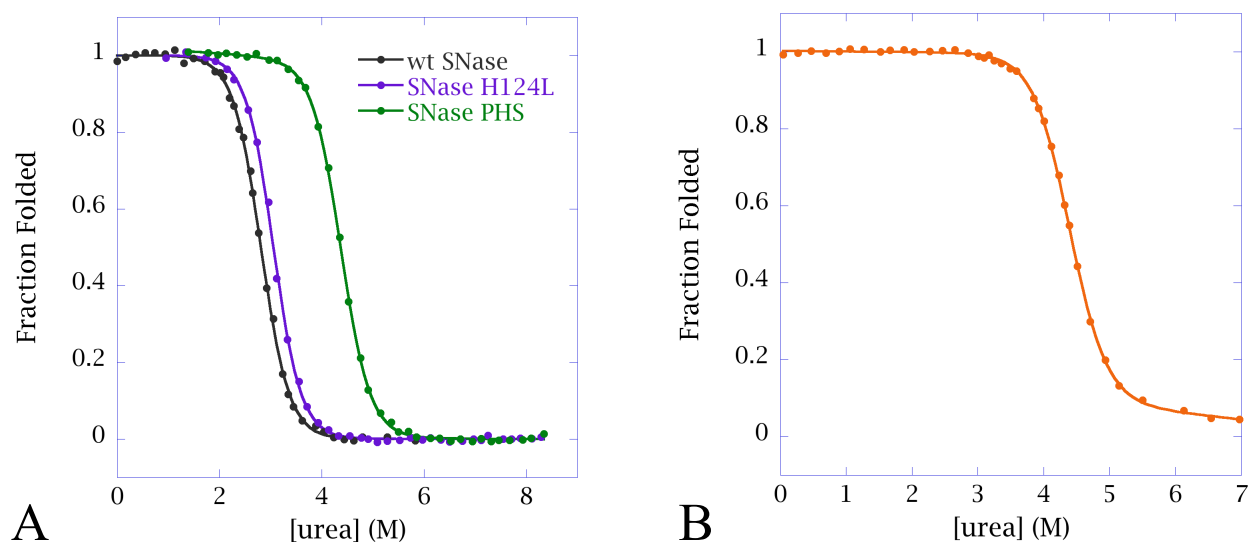 1
0.8
0.6
0.4
0.2
0
Fraction Folded
wt SNase
SNase H124L
SNase PHS
0 2 4 6 8
[urea] (M)
A
1
0.8
0.6
0.4
0.2
0
Fraction Folded
0 1 2 3 4 5 6 7
[urea] (M)
B